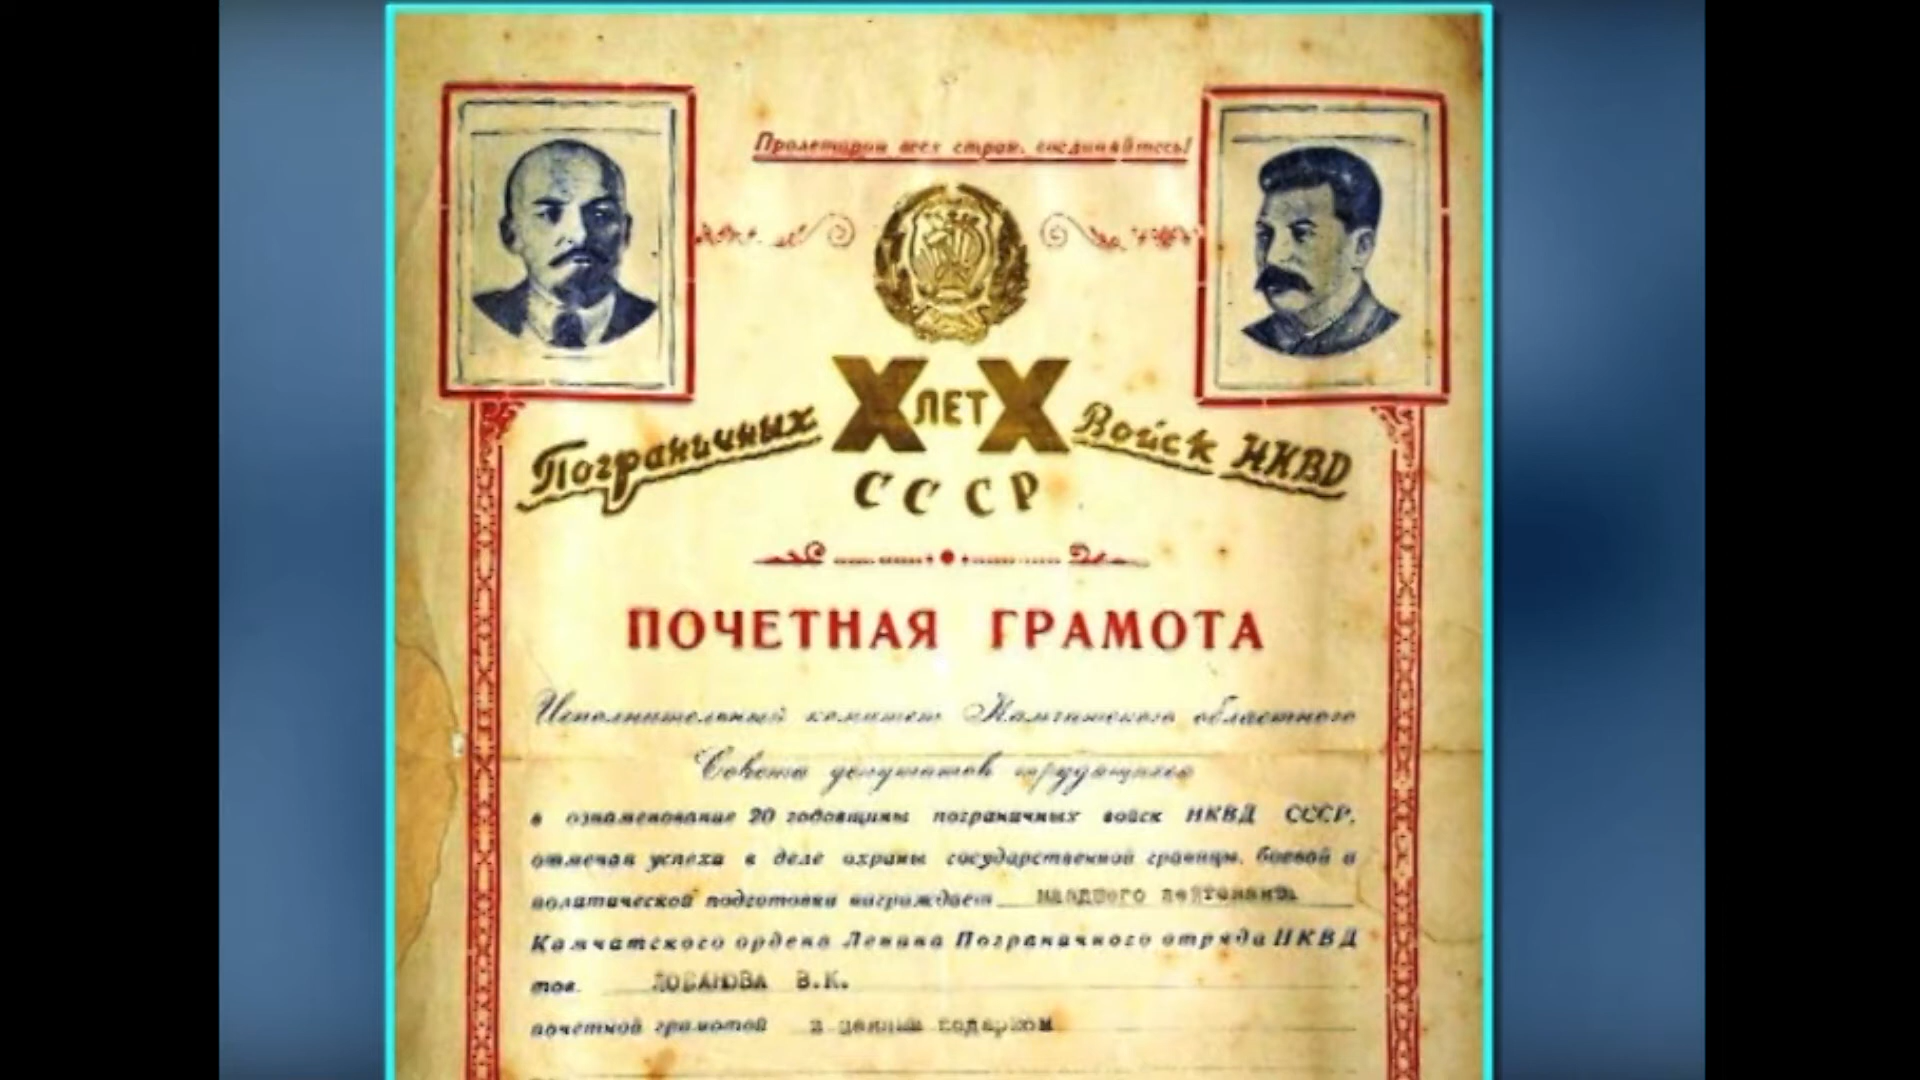 Пролетарии всех стран, соединяйтесь!
XX ЛЕТ
Пограничных Войск НКВД
СССР
ПОЧЕТНАЯ ГРАМОТА
Исполнительный комитет Камчатского областного
Совета депутатов трудящихся
в ознаменование 20 годовщины пограничных войск НКВД СССР,
отмечая успехи в деле охраны государственной границы, боевой и
политической подготовки награждает младшего лейтенанта
Камчатского ордена Ленина Пограничного отряда НКВД
тов. ЛОБАНОВА В.К.
почетной грамотой и ценным подарком